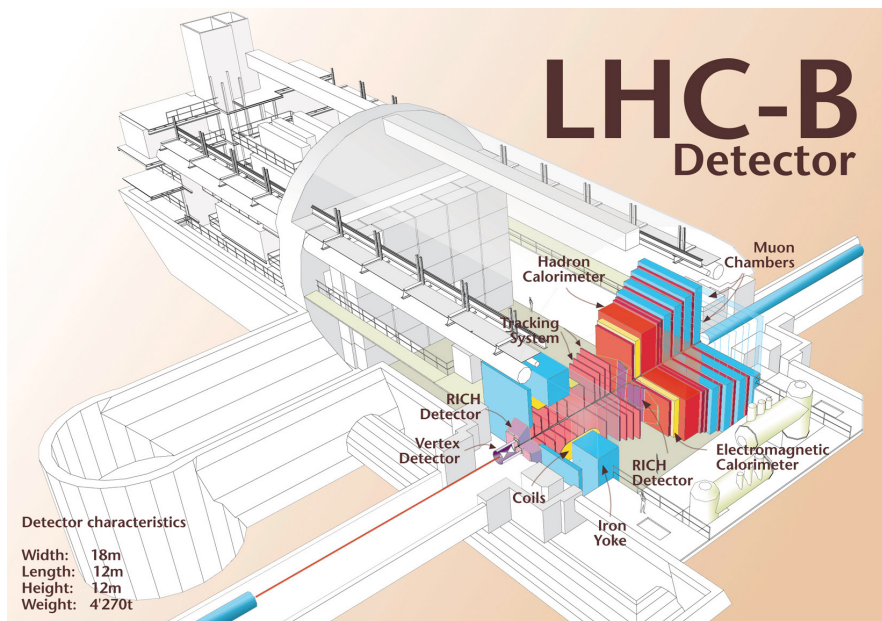 LHC-B
Detector
Muon
Chambers
Hadron
Calorimeter
Tracking
System
RICH
Detector
Vertex
Detector
Coils
Iron
Yoke
RICH
Detector
Electromagnetic
Calorimeter
Detector characteristics
Width: 18m
Length: 12m
Height: 12m
Weight: 4'270t